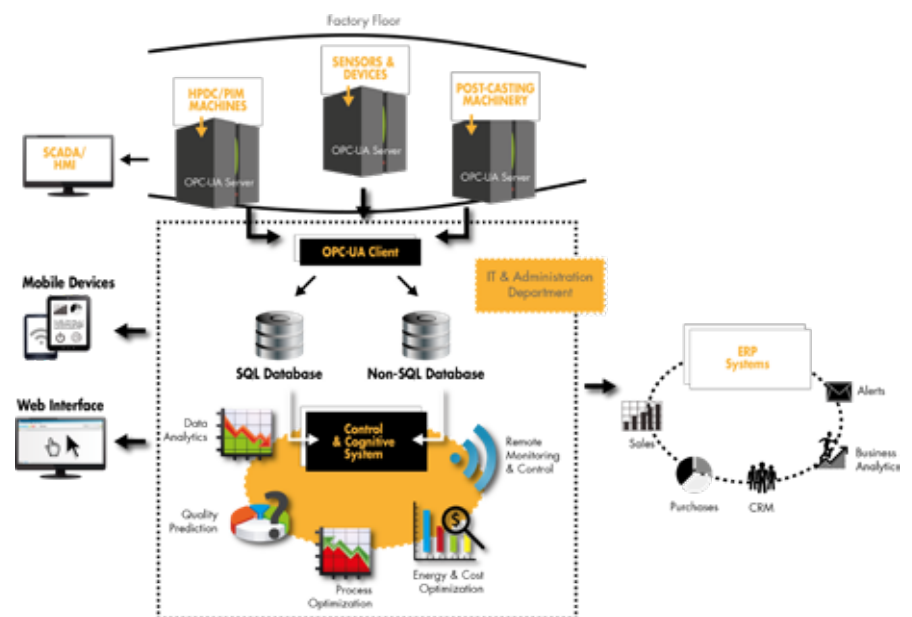 Factory Floor
SENSORS &
DEVICES
HPDC/PIM
MACHINES
POST-CASTING
MACHINERY
OPC-UA Server
OPC-UA Server
OPC-UA Server
SCADA/
HMI
OPC-UA Client
IT & Administration
Department
Mobile Devices
SQL Database
Non-SQL Database
ERP
Systems
Alerts
Web Interface
Data
Analytics
Control
& Cognitive
System
Remote
Monitoring
& Control
Sales
Business
Analytics
Purchases
CRM
Quality
Prediction
?
$
Process
Optimization
Energy & Cost
Optimization